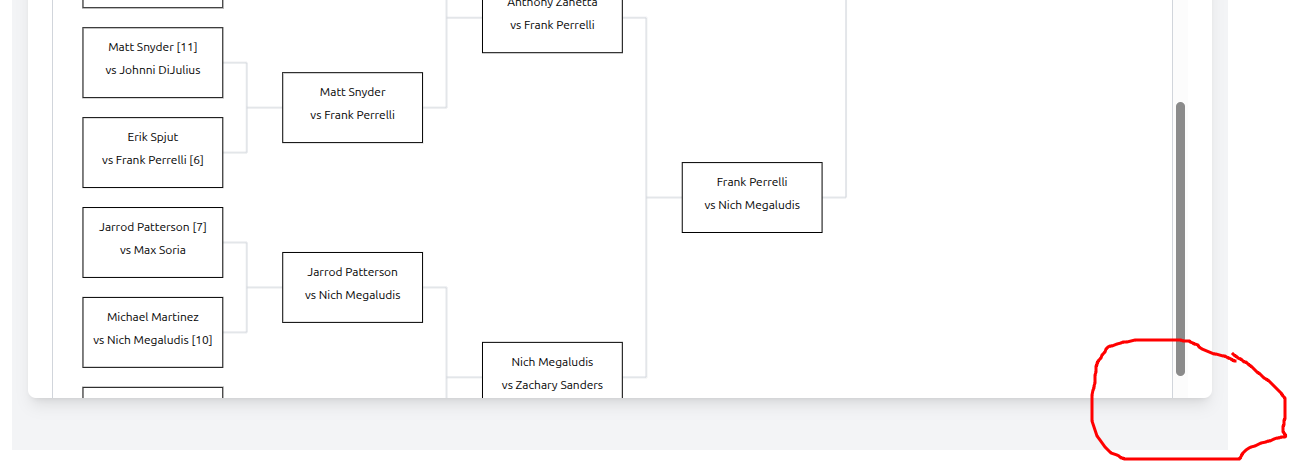 Anthony Zanetta
vs Frank Perrelli
Matt Snyder [11]
vs Johnni DiJulius
Matt Snyder
vs Frank Perrelli
Erik Spjut
vs Frank Perrelli [6]
Frank Perrelli
vs Nich Megaludis
Jarrod Patterson [7]
vs Max Soria
Jarrod Patterson
vs Nich Megaludis
Michael Martinez
vs Nich Megaludis [10]
Nich Megaludis
vs Zachary Sanders